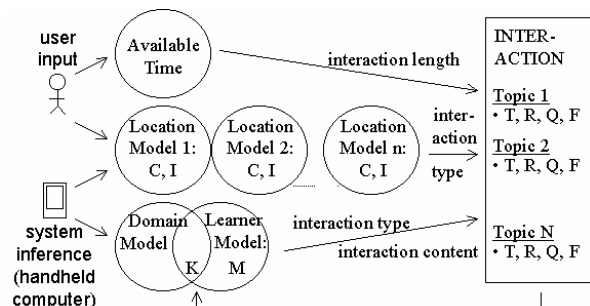 user
input
Available
Time
interaction length
Location
Model 1:
C, I
Location
Model 2:
C, I
Location
Model n:
C, I
inter-
action
type
system
inference
(handheld
computer)
Domain
Model
K
Learner
Model:
M
interaction type
interaction content
INTER-
ACTION
Topic 1
• T, R, Q, F
Topic 2
• T, R, Q, F
Topic N
• T, R, Q, F